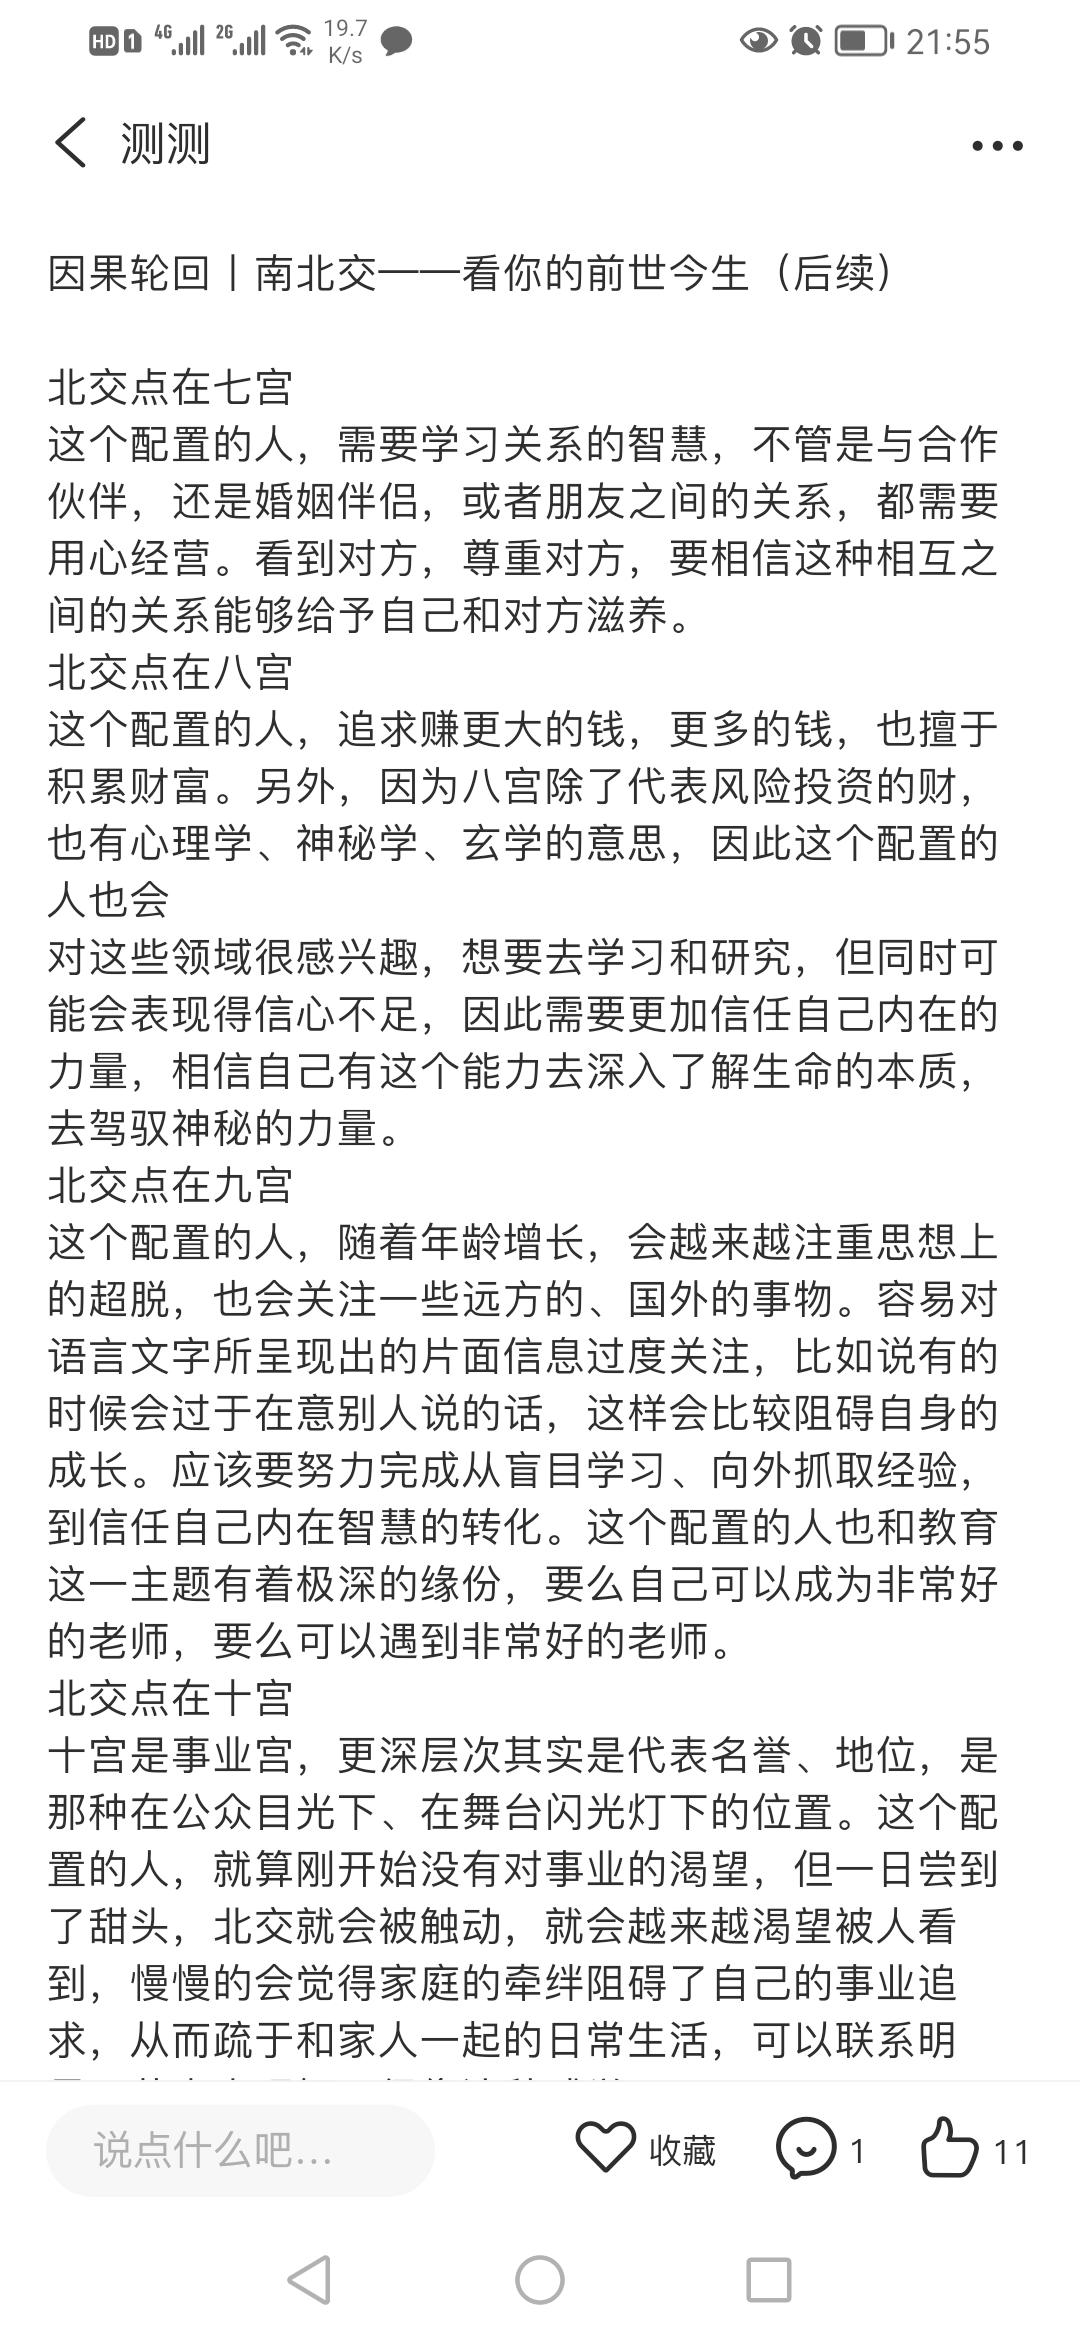 HD 1 4G 2G 19.7 K/s 21:55
测测
因果轮回丨南北交——看你的前世今生（后续）
北交点在七宫
这个配置的人，需要学习关系的智慧，不管是与合作
伙伴，还是婚姻伴侣，或者朋友之间的关系，都需要
用心经营。看到对方，尊重对方，要相信这种相互之
间的关系能够给予自己和对方滋养。
北交点在八宫
这个配置的人，追求赚更大的钱，更多的钱，也擅于
积累财富。另外，因为八宫除了代表风险投资的财，
也有心理学、神秘学、玄学的意思，因此这个配置的
人也会
对这些领域很感兴趣，想要去学习和研究，但同时可
能会表现得信心不足，因此需要更加信任自己内在的
力量，相信自己有这个能力去深入了解生命的本质，
去驾驭神秘的力量。
北交点在九宫
这个配置的人，随着年龄增长，会越来越注重思想上
的超脱，也会关注一些远方的、国外的事物。容易对
语言文字所呈现出的片面信息过度关注，比如说有的
时候会过于在意别人说的话，这样会比较阻碍自身的
成长。应该要努力完成从盲目学习、向外抓取经验，
到信任自己内在智慧的转化。这个配置的人也和教育
这一主题有着极深的缘份，要么自己可以成为非常好
的老师，要么可以遇到非常好的老师。
北交点在十宫
十宫是事业宫，更深层次其实是代表名誉、地位，是
那种在公众目光下、在舞台闪光灯下的位置。这个配
置的人，就算刚开始没有对事业的渴望，但一日尝到
了甜头，北交就会被触动，就会越来越渴望被人看
到，慢慢的会觉得家庭的牵绊阻碍了自己的事业追
求，从而疏于和家人一起的日常生活，可以联系明
说点什么吧... 收藏 1 11